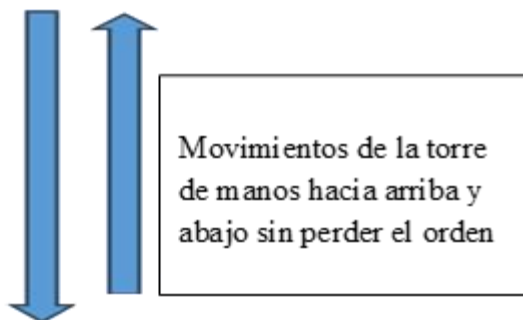 Movimientos de la torre
de manos hacia arriba y
abajo sin perder el orden